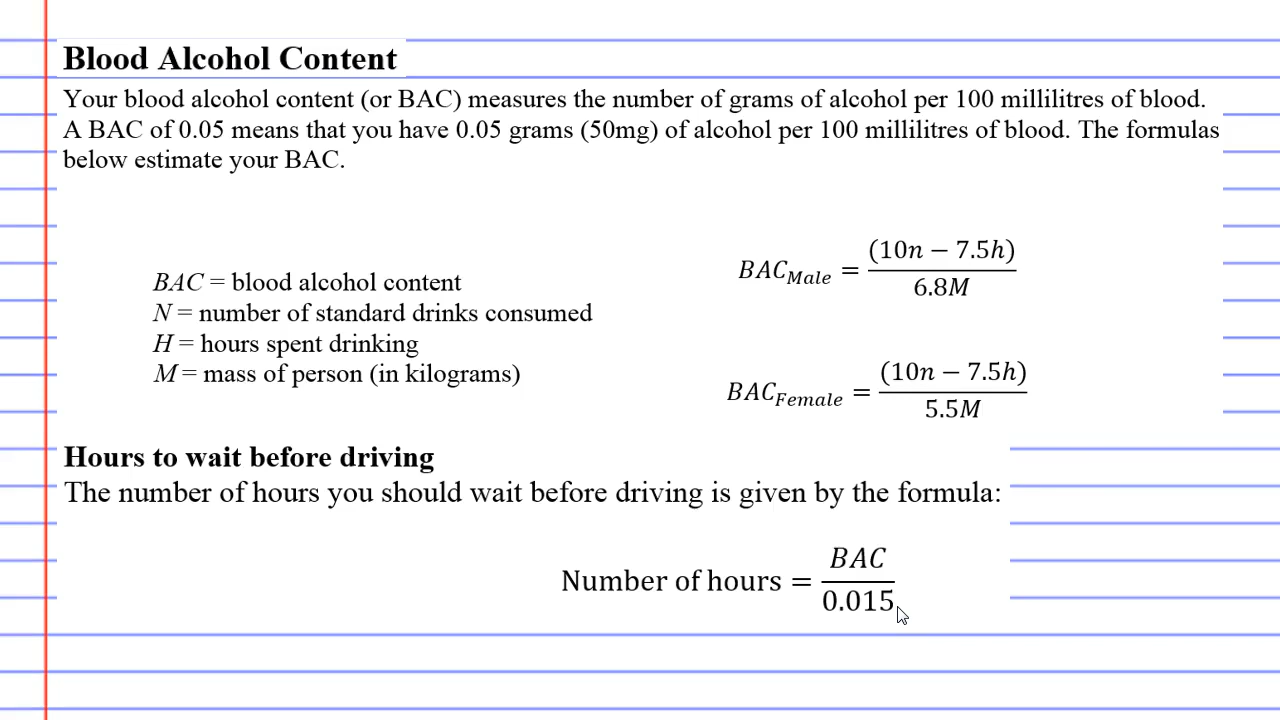 Blood Alcohol Content
Your blood alcohol content (or BAC) measures the number of grams of alcohol per 100 millilitres of blood.
A BAC of 0.05 means that you have 0.05 grams (50mg) of alcohol per 100 millilitres of blood. The formulas
below estimate your BAC.
BAC = blood alcohol content
N = number of standard drinks consumed
H = hours spent drinking
M = mass of person (in kilograms)
BAC_Male = (10n − 7.5h) / 6.8M
BAC_Female = (10n − 7.5h) / 5.5M
Hours to wait before driving
The number of hours you should wait before driving is given by the formula:
Number of hours = BAC / 0.015